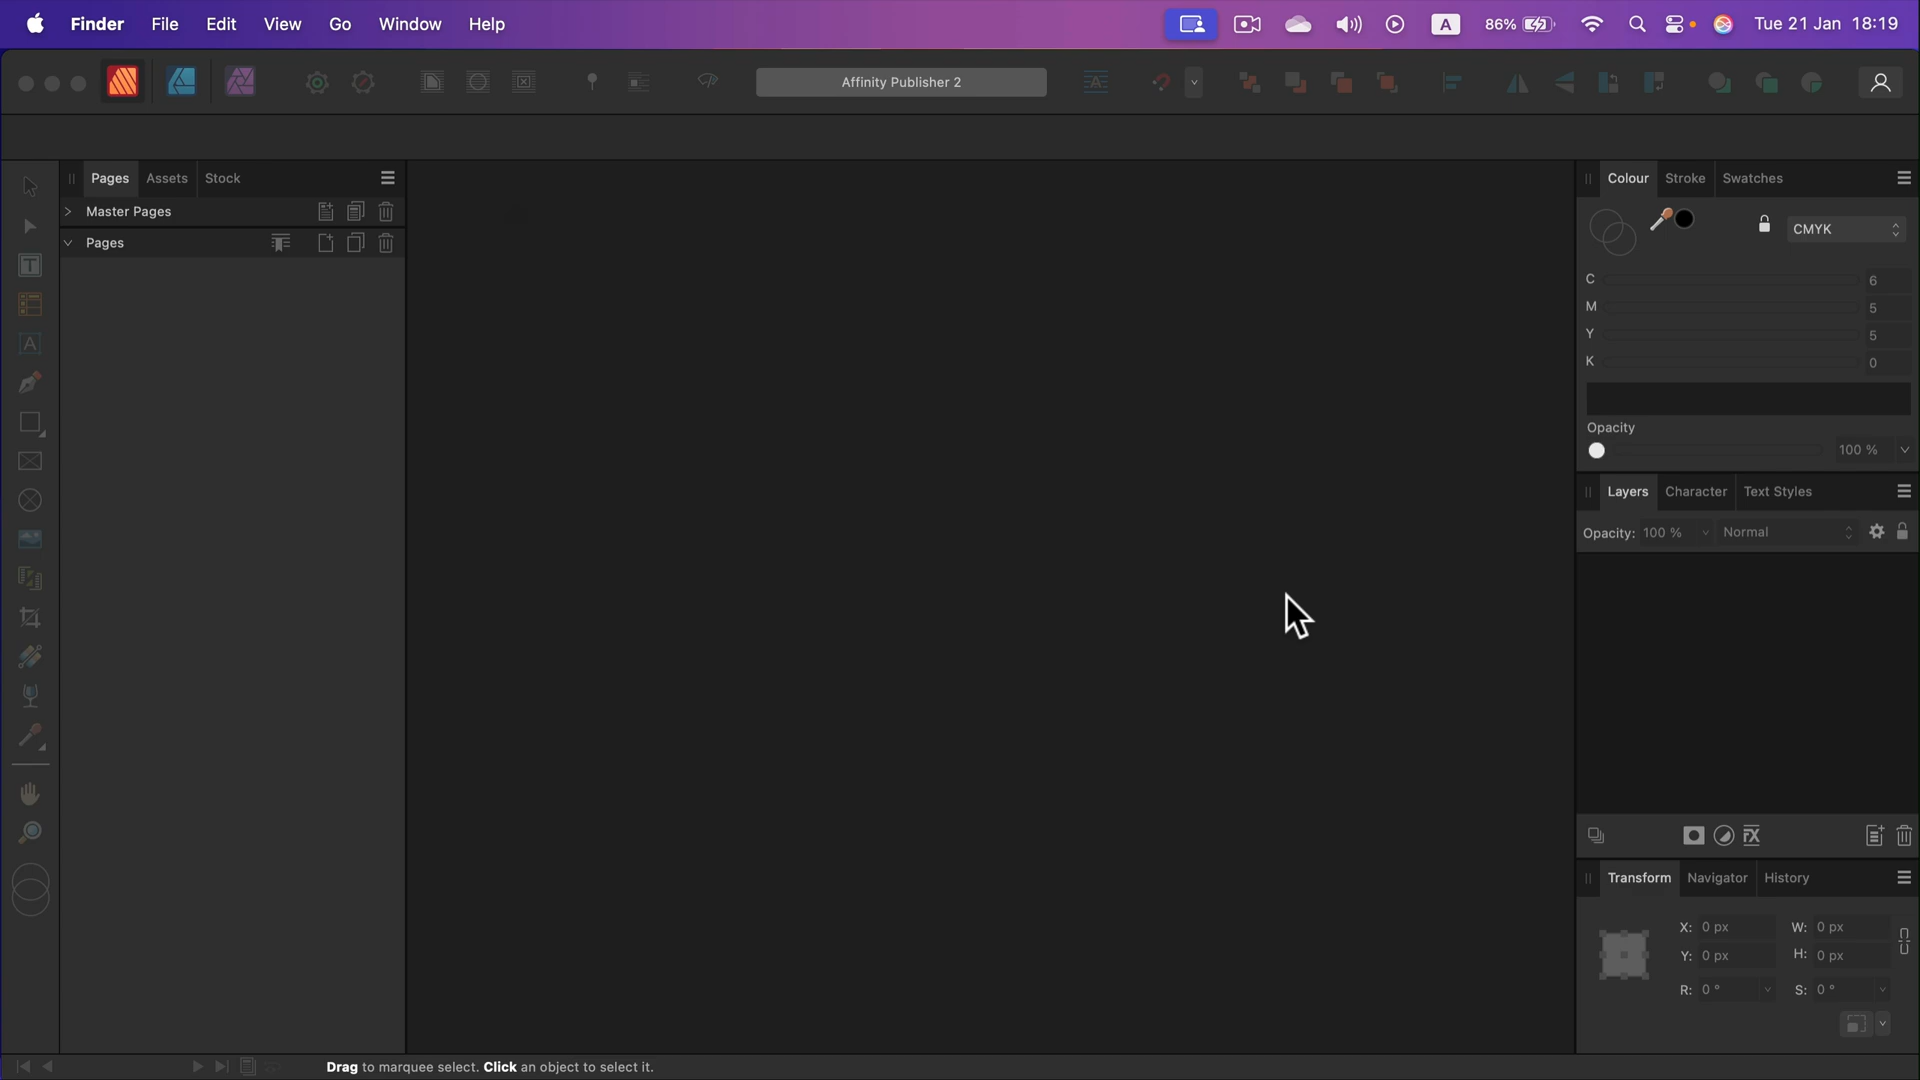 Finder File Edit View Go Window Help A 86% Tue 21 Jan 18:19
Affinity Publisher 2
Pages Assets Stock
Master Pages
Pages
T
A
Colour Stroke Swatches
CMYK
C 6
M 5
Y 5
K 0
Opacity
100 %
Layers Character Text Styles
Opacity: 100 % Normal
Transform Navigator History
X: 0 px W: 0 px
Y: 0 px H: 0 px
R: 0 ° S: 0 °
Drag to marquee select. Click an object to select it.